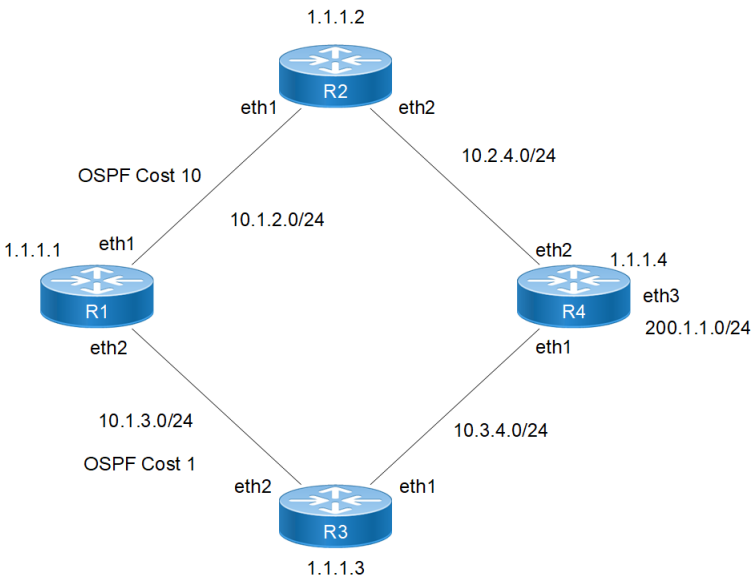 1.1.1.2
R2
eth1
eth2
10.2.4.0/24
OSPF Cost 10
10.1.2.0/24
eth1
eth2
1.1.1.1
1.1.1.4
R1
R4
eth3
200.1.1.0/24
eth2
eth1
10.1.3.0/24
10.3.4.0/24
OSPF Cost 1
eth2
eth1
R3
1.1.1.3